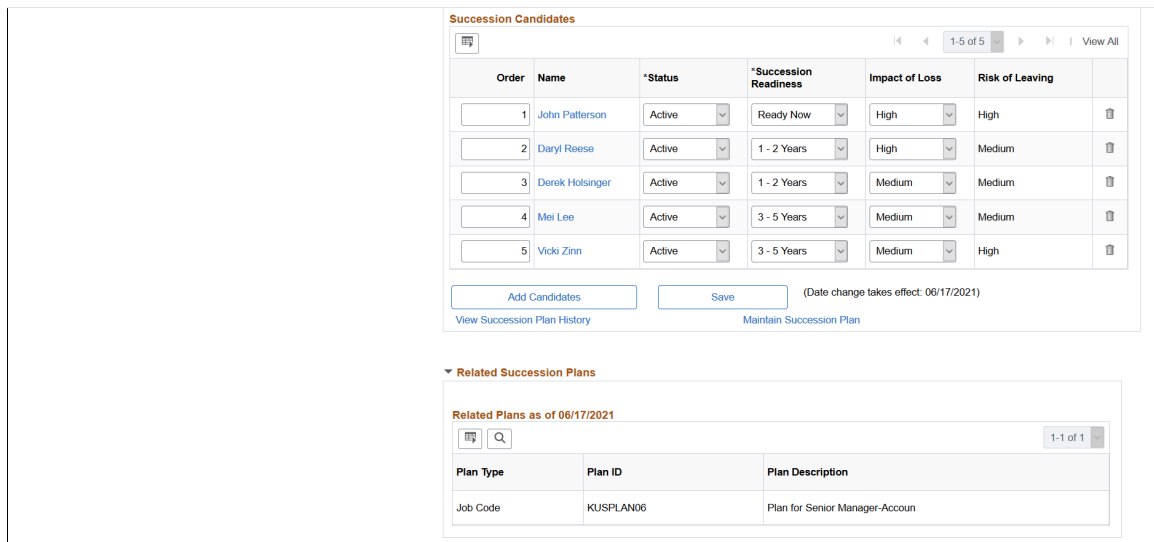 Succession Candidates
1-5 of 5 | View All
Order Name *Status *Succession Readiness Impact of Loss Risk of Leaving
1 John Patterson Active Ready Now High High
2 Daryl Reese Active 1 - 2 Years High Medium
3 Derek Holsinger Active 1 - 2 Years Medium Medium
4 Mei Lee Active 3 - 5 Years Medium Medium
5 Vicki Zinn Active 3 - 5 Years Medium High
Add Candidates Save (Date change takes effect: 06/17/2021)
View Succession Plan History Maintain Succession Plan
Related Succession Plans
Related Plans as of 06/17/2021
1-1 of 1
Plan Type Plan ID Plan Description
Job Code KUSPLAN06 Plan for Senior Manager-Accoun